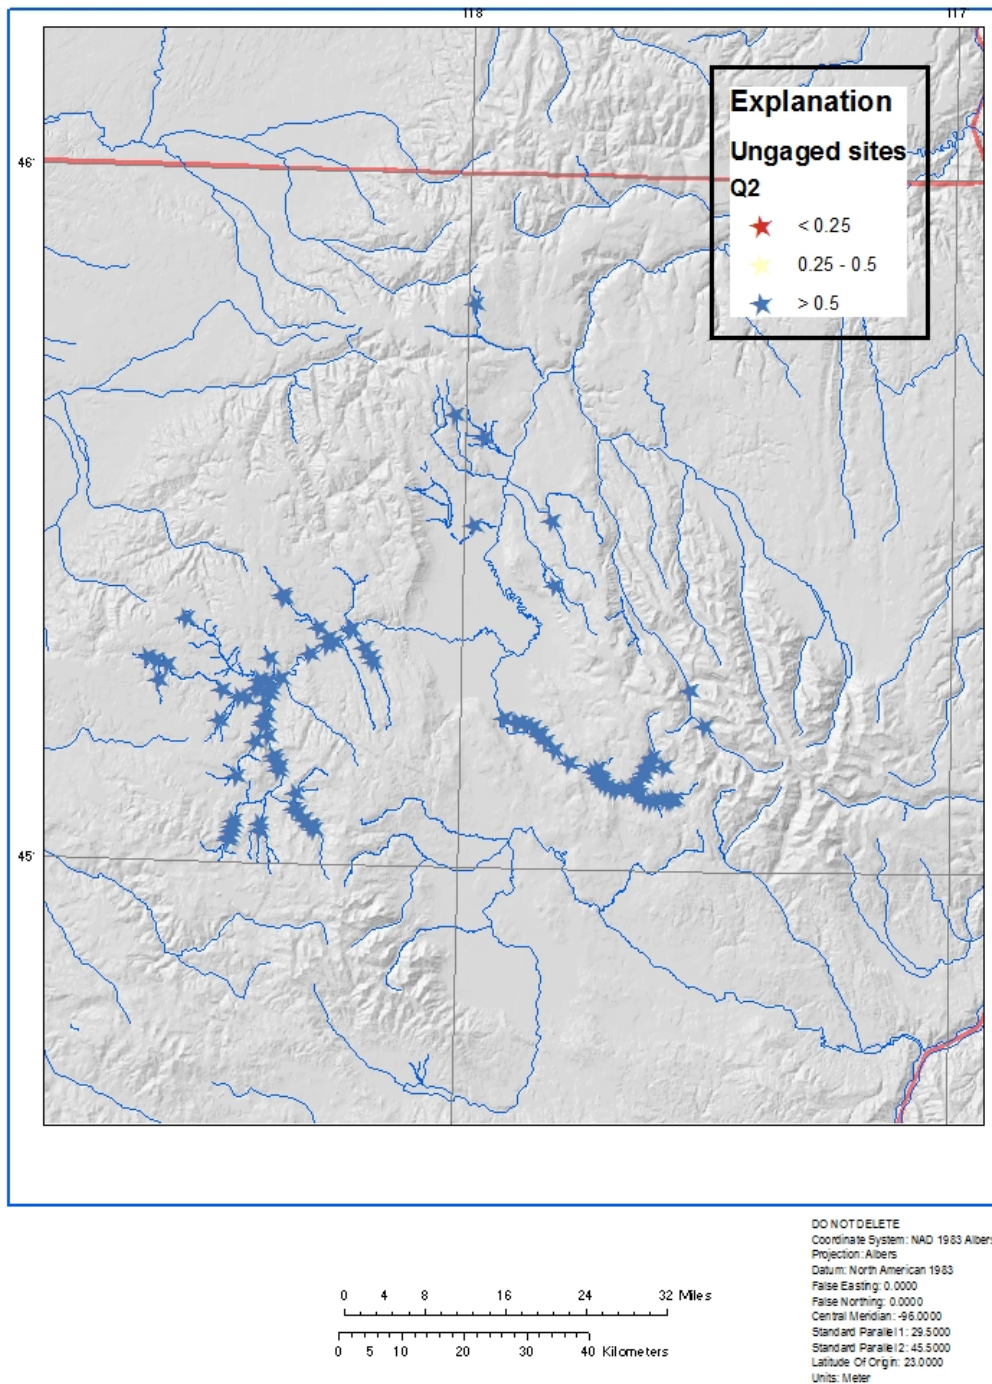 118°
117°
46°
Explanation
Ungaged sites
Q2
< 0.25
0.25 - 0.5
> 0.5
45°
DO NOT DELETE
Coordinate System: NAD 1983 Albers
Projection: Albers
Datum: North American 1983
False Easting: 0.0000
False Northing: 0.0000
Central Meridian: -96.0000
Standard Parallel 1: 29.5000
Standard Parallel 2: 45.5000
Latitude Of Origin: 23.0000
Units: Meter
0 4 8 16 24 32 Miles
0 5 10 20 30 40 Kilometers